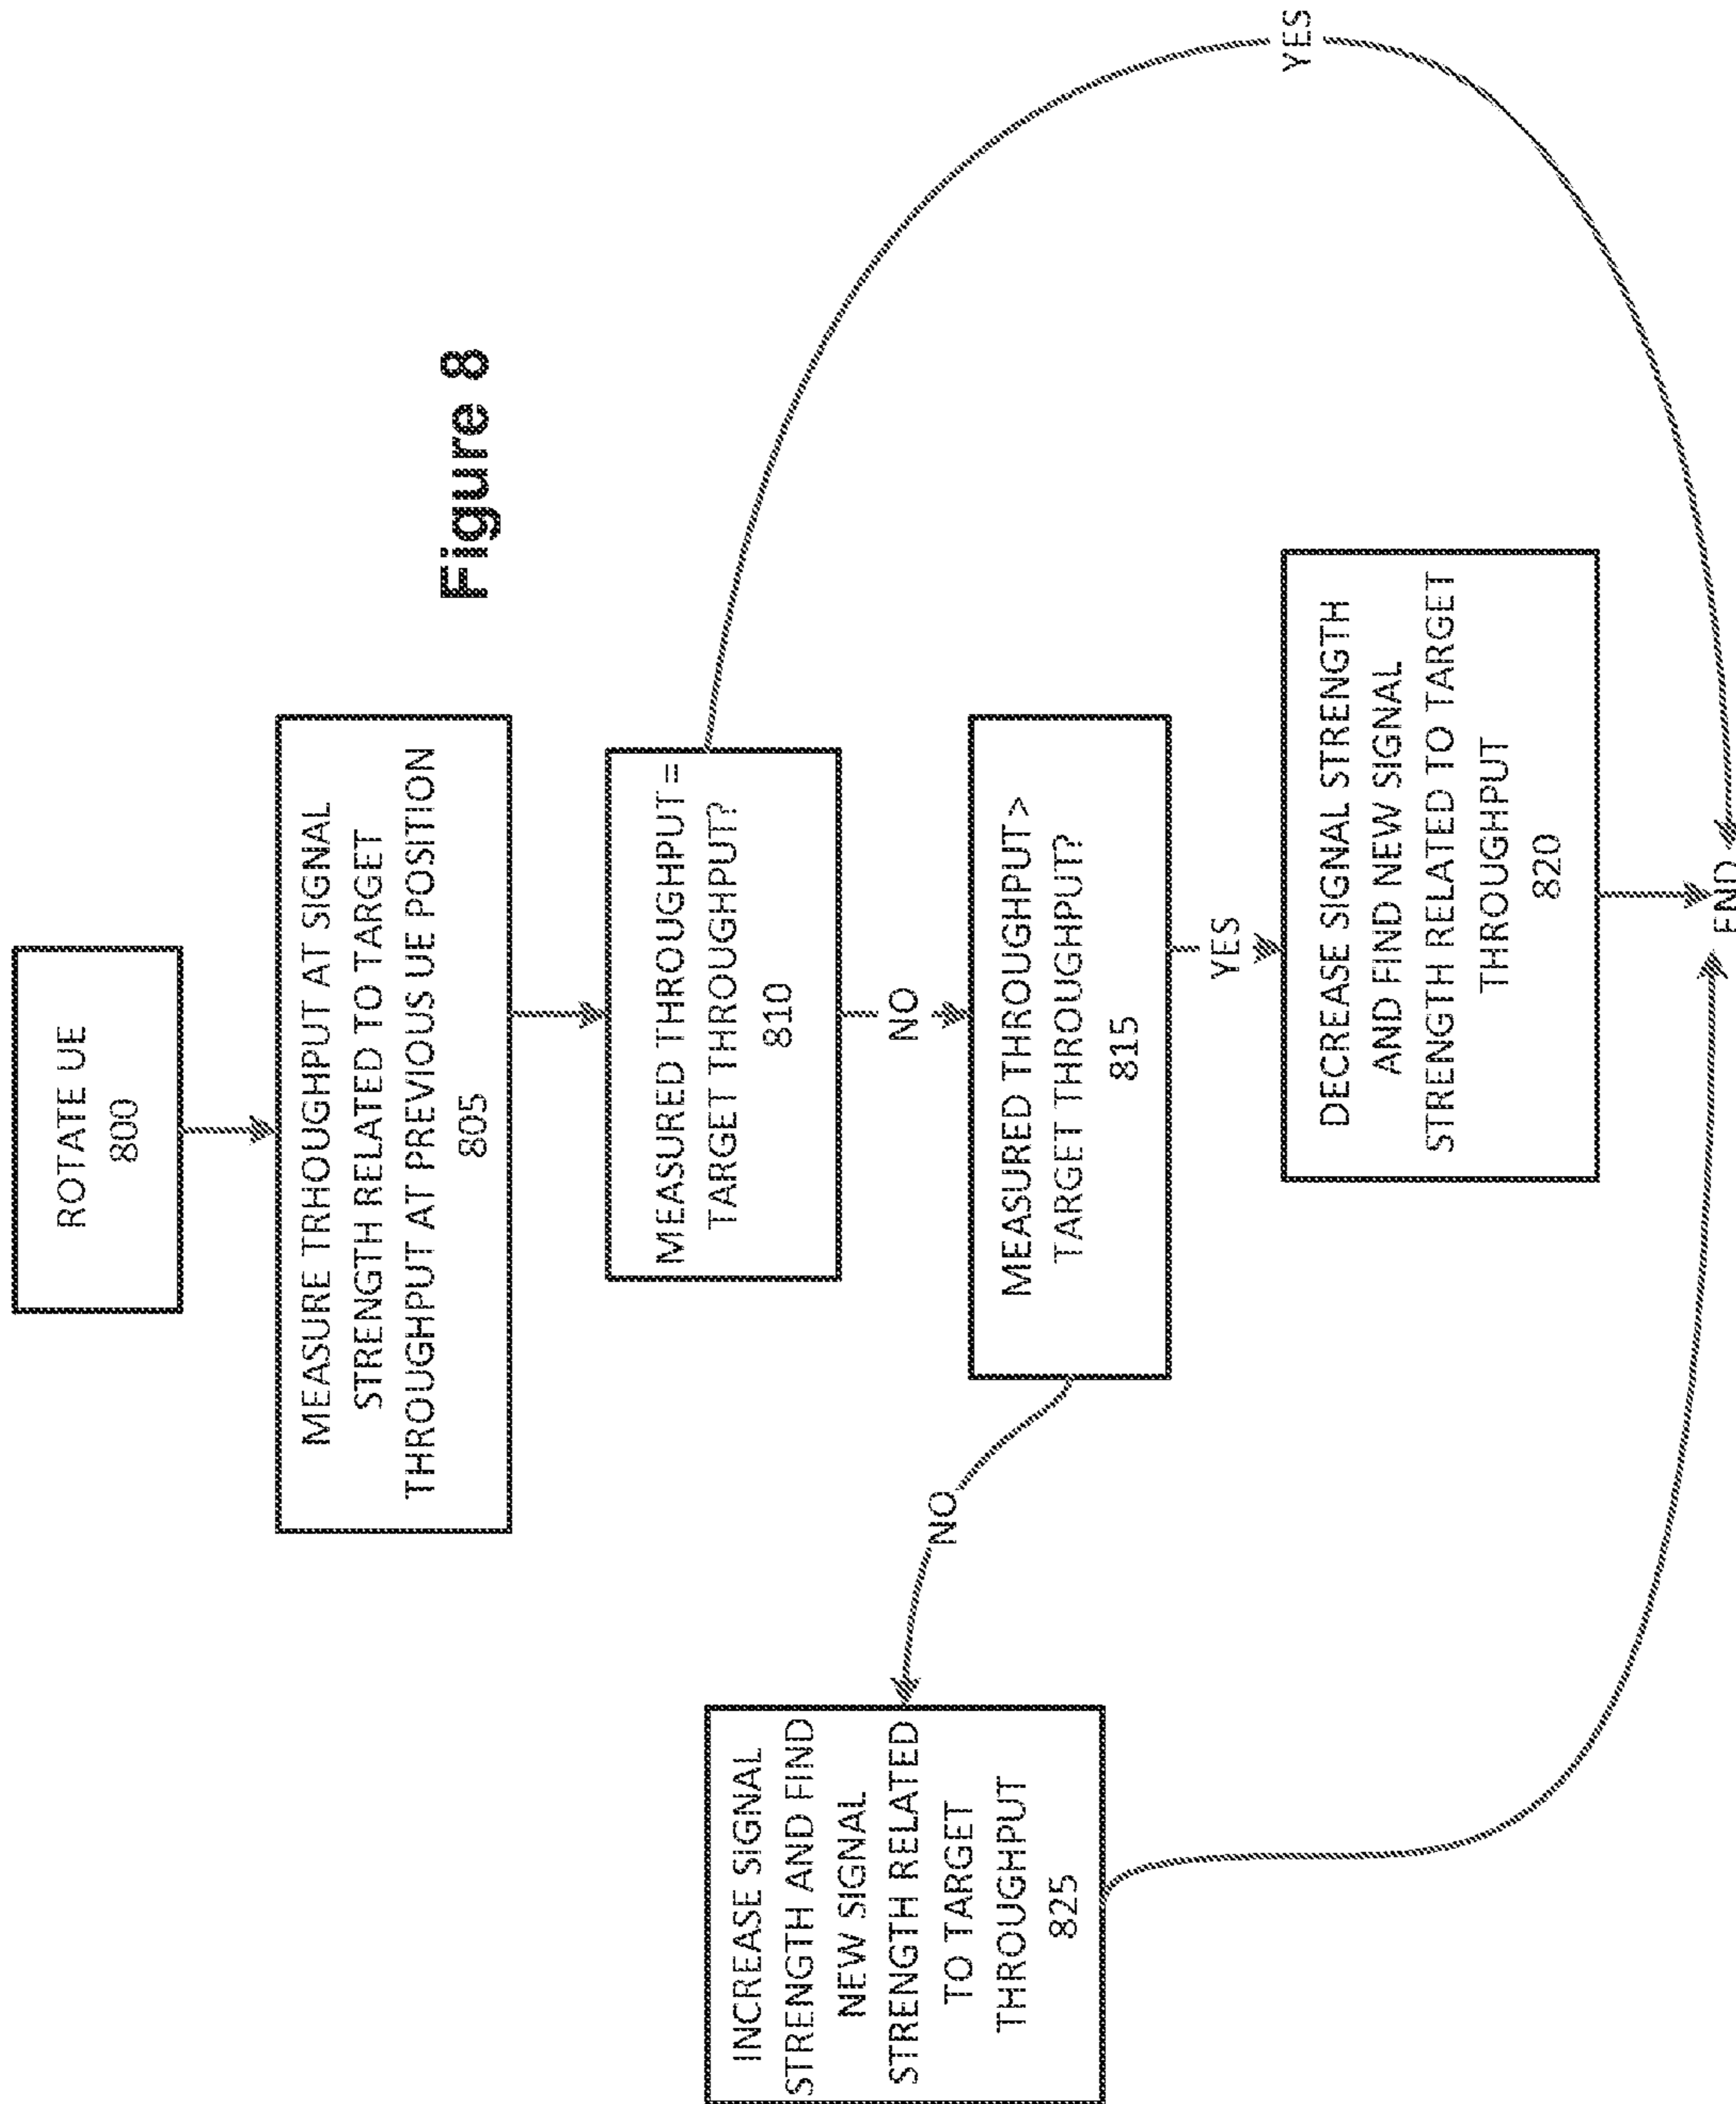 ROTATE UE
800
MEASURE TRHOUGHPUT AT SIGNAL
STRENGTH RELATED TO TARGET
THROUGHPUT AT PREVIOUS UE POSITION
805
Figure 8
MEASURED THROUGHPUT =
TARGET THROUGHPUT?
810
YES
NO
MEASURED THROUGHPUT>
TARGET THROUGHPUT?
815
NO
YES
INCREASE SIGNAL
STRENGTH AND FIND
NEW SIGNAL
STRENGTH RELATED
TO TARGET
THROUGHPUT
825
DECREASE SIGNAL STRENGTH
AND FIND NEW SIGNAL
STRENGTH RELATED TO TARGET
THROUGHPUT
820
END